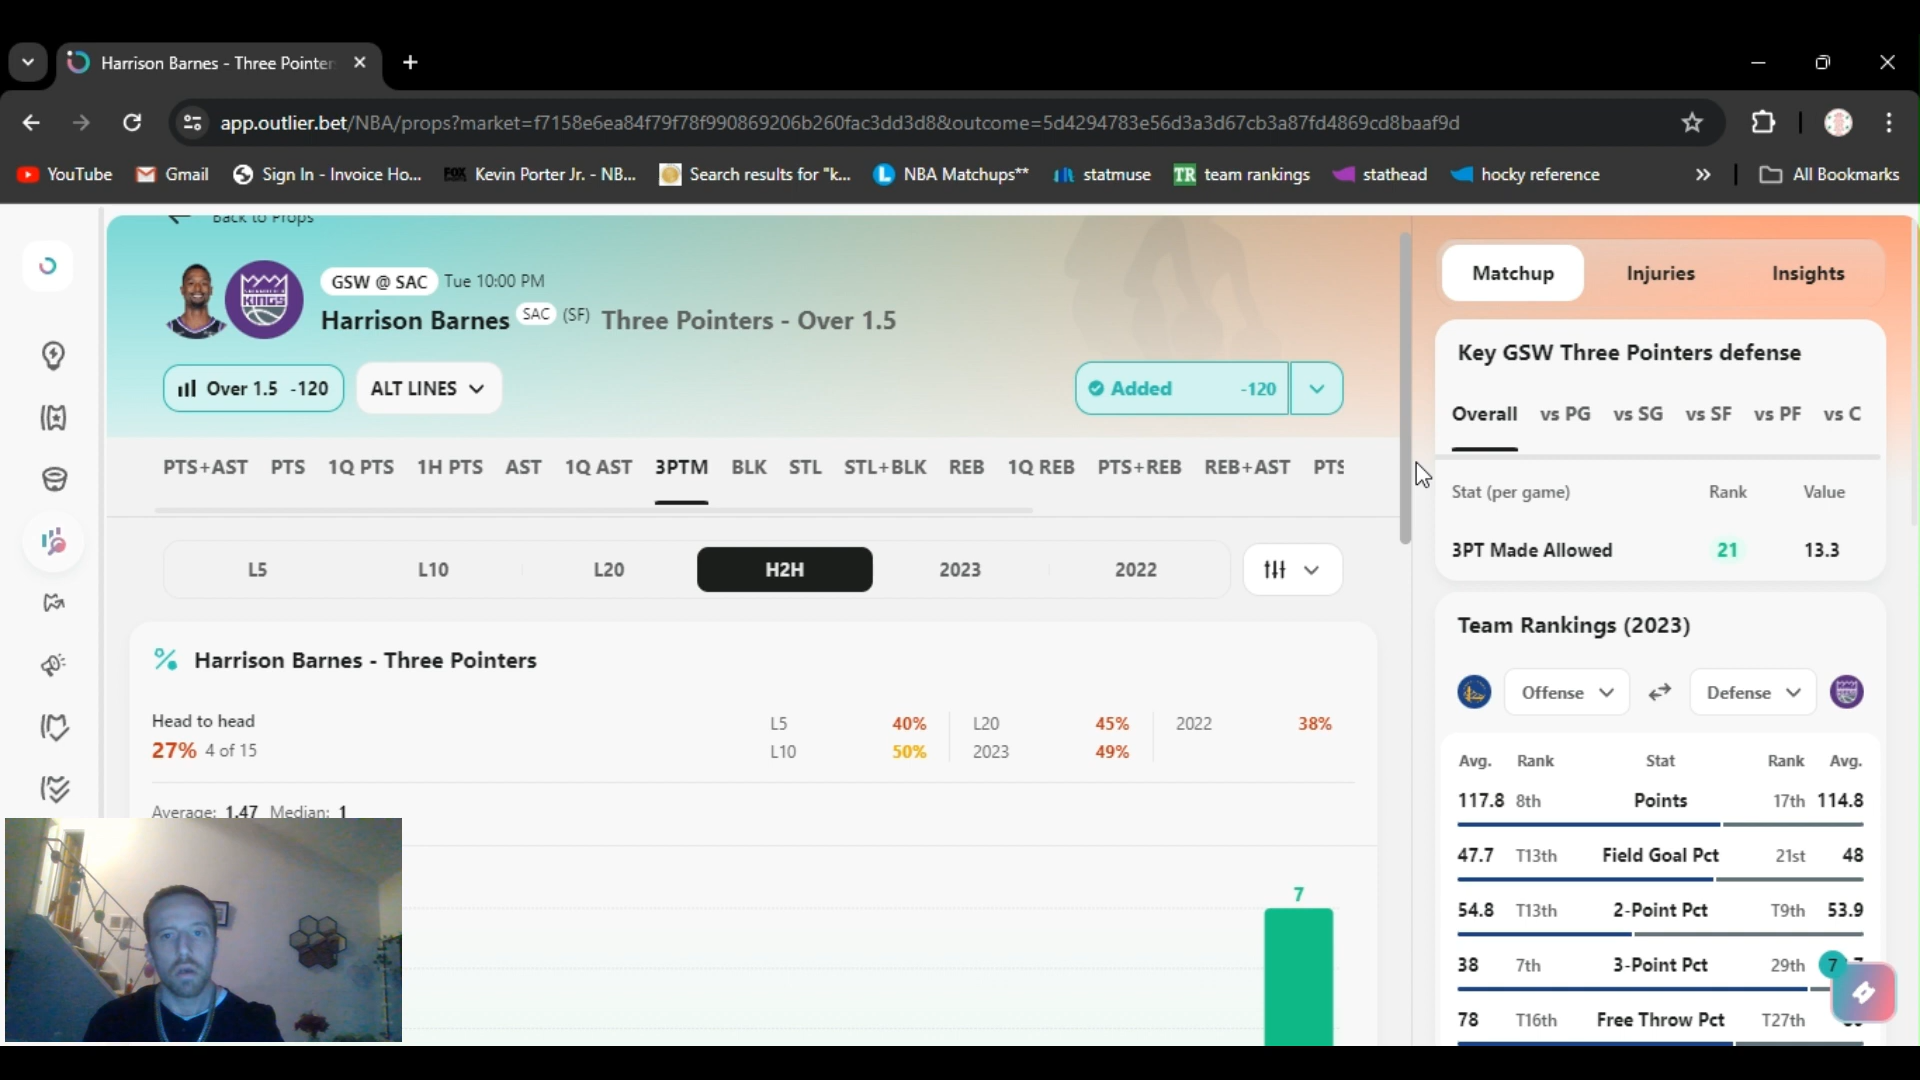 Harrison Barnes - Three Pointer
app.outlier.bet/NBA/props?market=f7158e6ea84f79f78f990869206b260fac3dd3d8&outcome=5d4294783e56d3a3d67cb3a87fd4869cd8baaf9d
YouTube Gmail Sign In - Invoice Ho... FOX Kevin Porter Jr. - NB... Search results for "k... L NBA Matchups** statmuse TR team rankings stathead hocky reference » All Bookmarks
Back to Props
GSW @ SAC Tue 10:00 PM
Harrison Barnes SAC (SF) Three Pointers - Over 1.5
Over 1.5 -120 ALT LINES Added -120
PTS+AST PTS 1Q PTS 1H PTS AST 1Q AST 3PTM BLK STL STL+BLK REB 1Q REB PTS+REB REB+AST PTS
L5 L10 L20 H2H 2023 2022
Harrison Barnes - Three Pointers
Head to head
27% 4 of 15
L5 40% L20 45% 2022 38%
L10 50% 2023 49%
Average: 1.47 Median: 1
7
Matchup Injuries Insights
Key GSW Three Pointers defense
Overall vs PG vs SG vs SF vs PF vs C
Stat (per game) Rank Value
3PT Made Allowed 21 13.3
Team Rankings (2023)
Offense Defense
Avg. Rank Stat Rank Avg.
117.8 8th Points 17th 114.8
47.7 T13th Field Goal Pct 21st 48
54.8 T13th 2-Point Pct T9th 53.9
38 7th 3-Point Pct 29th
7
78 T16th Free Throw Pct T27th